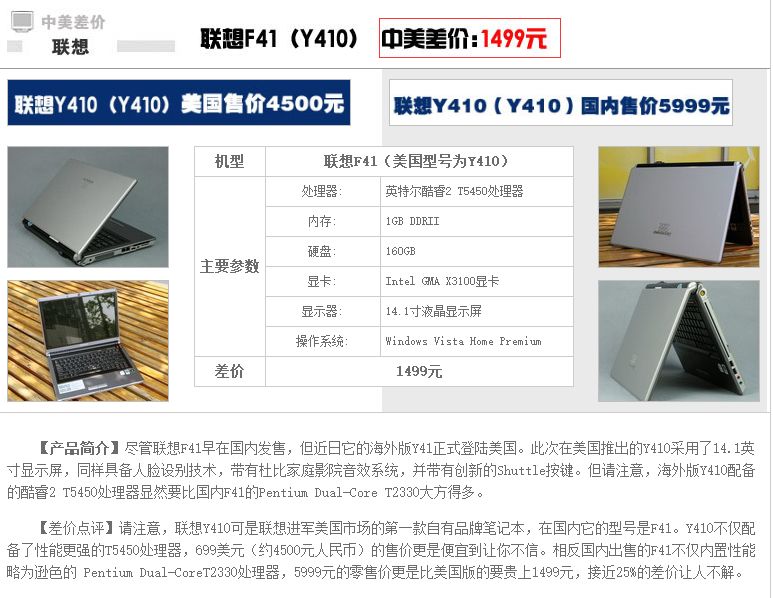 中美差价
联想
联想F41（Y410） 中美差价:1499元
联想Y410（Y410）美国售价4500元
联想Y410（Y410）国内售价5999元
机型 联想F41（美国型号为Y410）
主要参数
处理器: 英特尔酷睿2 T5450处理器
内存: 1GB DDRII
硬盘: 160GB
显卡: Intel GMA X3100显卡
显示器: 14.1寸液晶显示屏
操作系统: Windows Vista Home Premium
差价 1499元
【产品简介】尽管联想F41早在国内发售，但近日它的海外版Y41正式登陆美国。此次在美国推出的Y410采用了14.1英
寸显示屏，同样具备人脸设别技术，带有杜比家庭影院音效系统，并带有创新的Shuttle按键。但请注意，海外版Y410配备
的酷睿2 T5450处理器显然要比国内F41的Pentium Dual-Core T2330大方得多。
【差价点评】请注意，联想Y410可是联想进军美国市场的第一款自有品牌笔记本，在国内它的型号是F41。Y410不仅配
备了性能更强的T5450处理器，699美元（约4500元人民币）的售价更是便宜到让你不信。相反国内出售的F41不仅内置性能
略为逊色的 Pentium Dual-CoreT2330处理器，5999元的零售价更是比美国版的要贵上1499元，接近25%的差价让人不解。